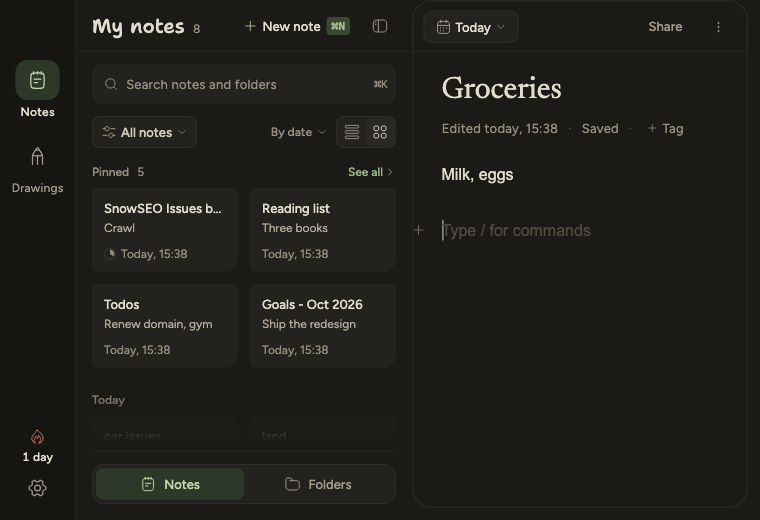 My notes 8
+ New note ⌘N
Today
Share
Notes
Drawings
Search notes and folders ⌘K
All notes
By date
Pinned 5
See all
SnowSEO Issues b...
Crawl
Today, 15:38
Reading list
Three books
Today, 15:38
Todos
Renew domain, gym
Today, 15:38
Goals - Oct 2026
Ship the redesign
Today, 15:38
Today
car issues
land
1 day
Notes
Folders
Groceries
Edited today, 15:38 · Saved · + Tag
Milk, eggs
Type / for commands